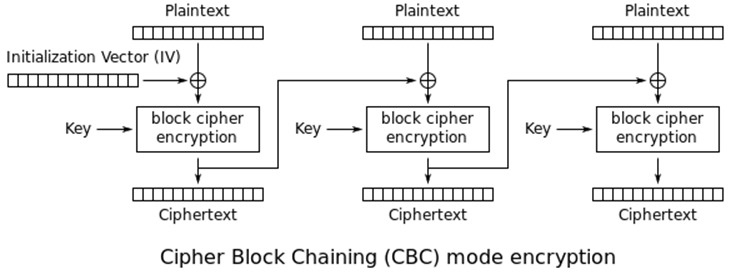 Plaintext Plaintext Plaintext
Initialization Vector (IV)
Key block cipher encryption Key block cipher encryption Key block cipher encryption
Ciphertext Ciphertext Ciphertext
Cipher Block Chaining (CBC) mode encryption